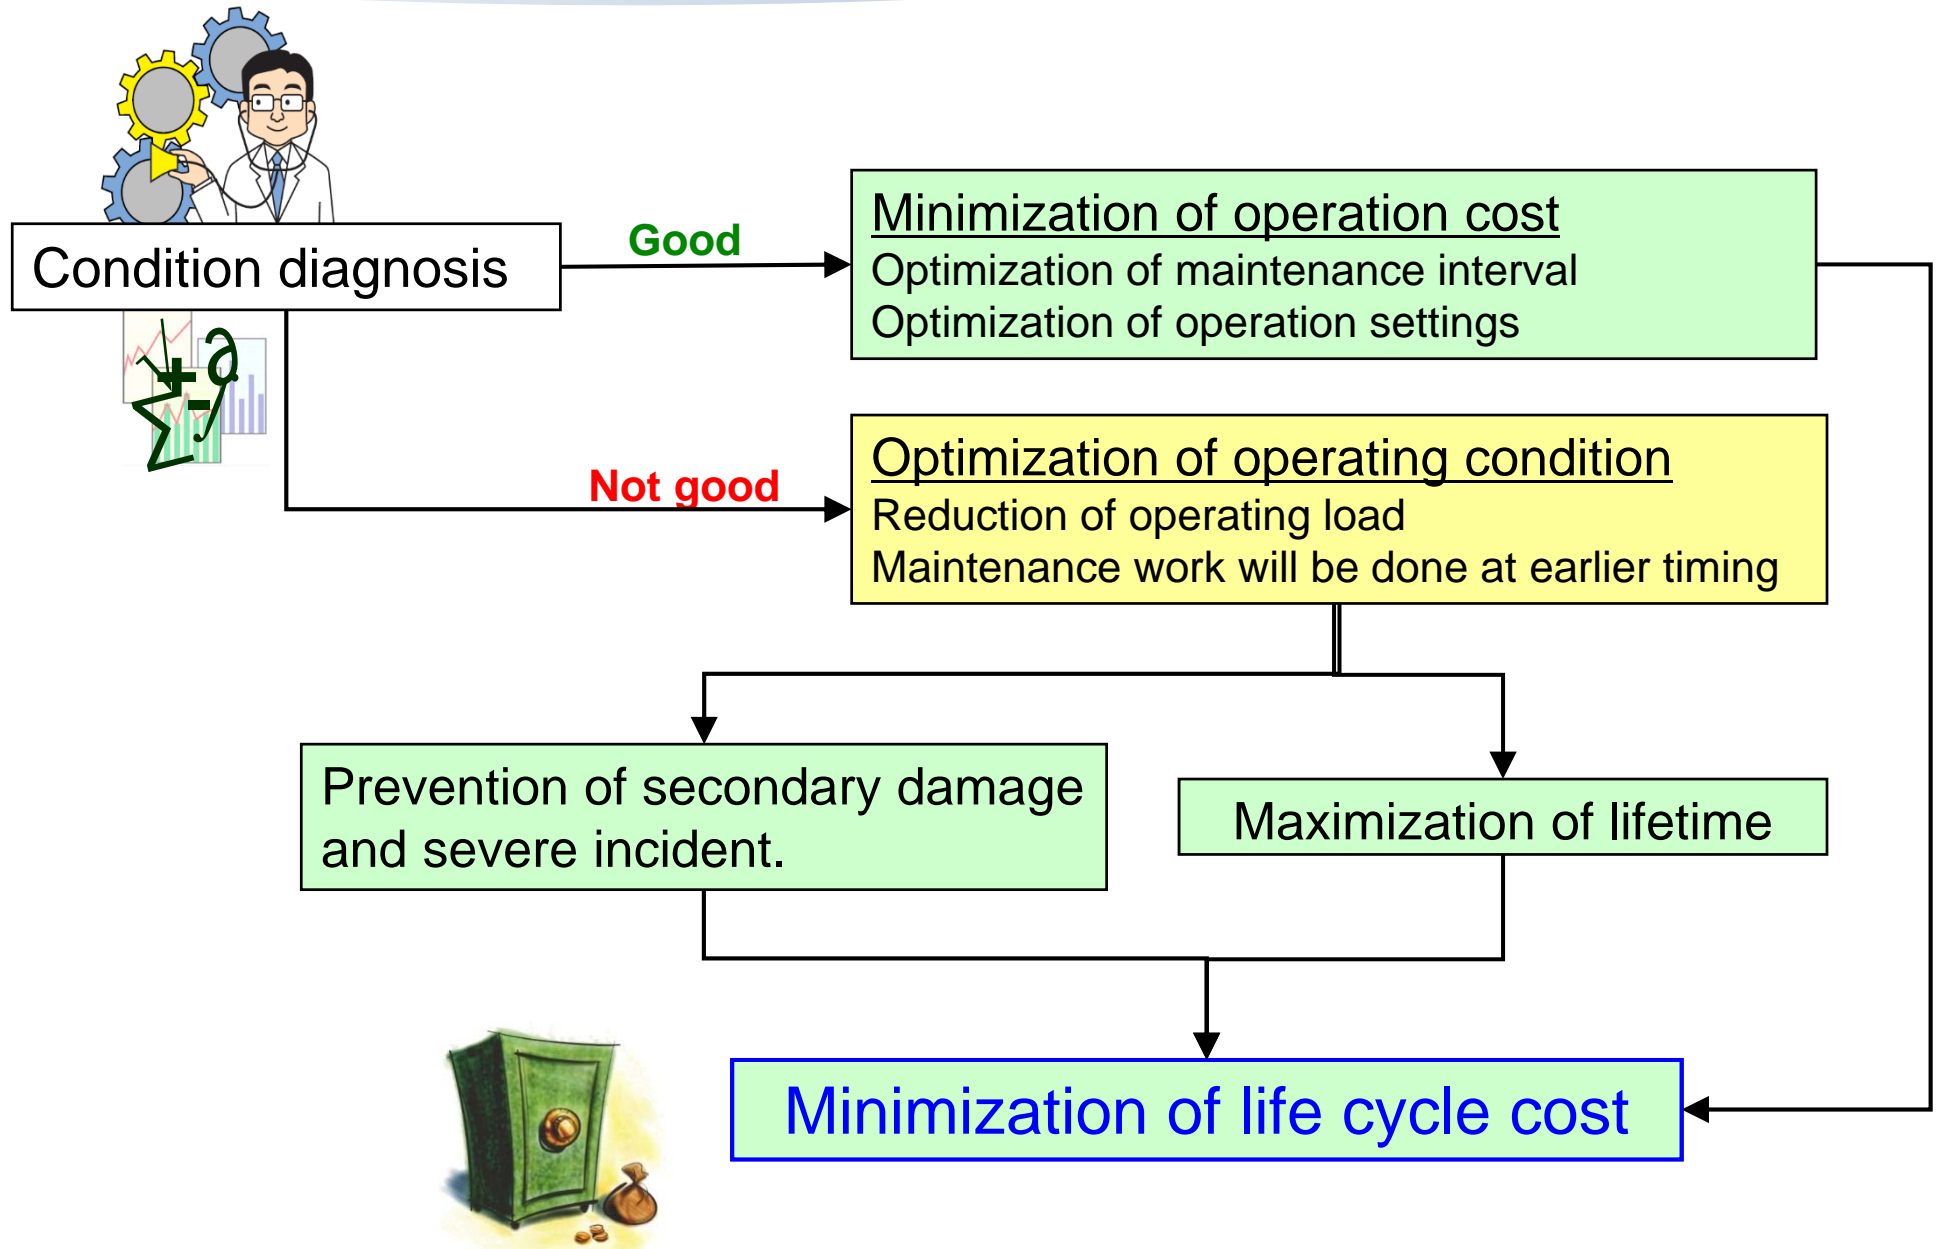 Condition diagnosis
Good
Minimization of operation cost
Optimization of maintenance interval
Optimization of operation settings
√ + ∂
∑ - y
Not good
Optimization of operating condition
Reduction of operating load
Maintenance work will be done at earlier timing
Prevention of secondary damage
and severe incident.
Maximization of lifetime
Minimization of life cycle cost